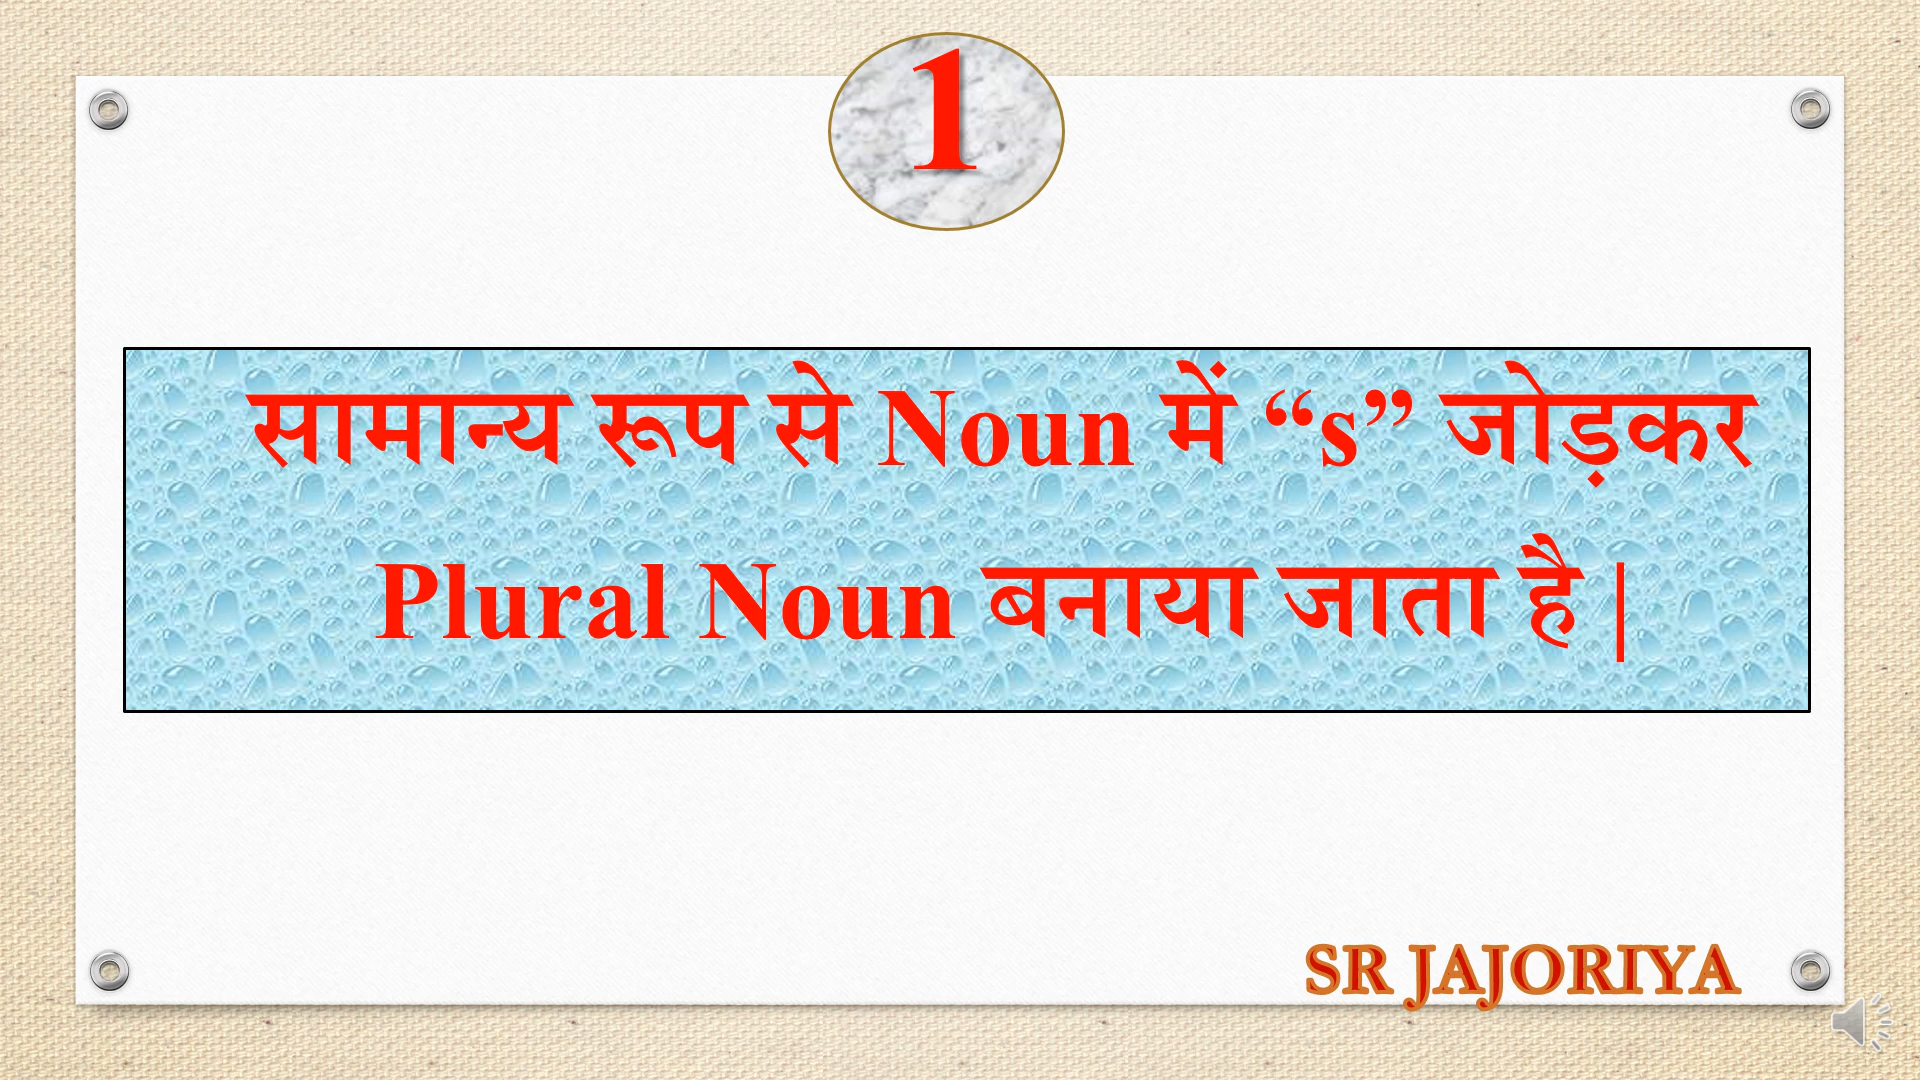 1
सामान्य रूप से Noun में “s” जोड़कर
Plural Noun बनाया जाता है |
SR JAJORIYA